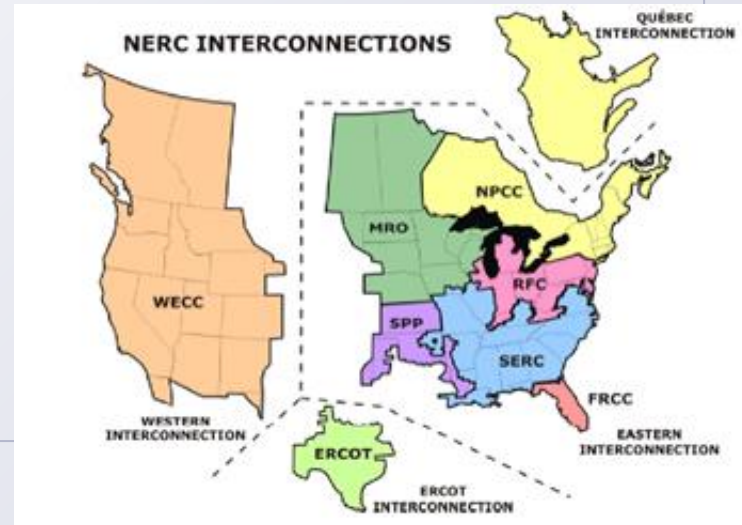 NERC INTERCONNECTIONS
QUÉBEC
INTERCONNECTION
NPCC
MRO
RFC
WECC
SPP
SERC
FRCC
WESTERN
INTERCONNECTION
EASTERN
INTERCONNECTION
ERCOT
ERCOT
INTERCONNECTION